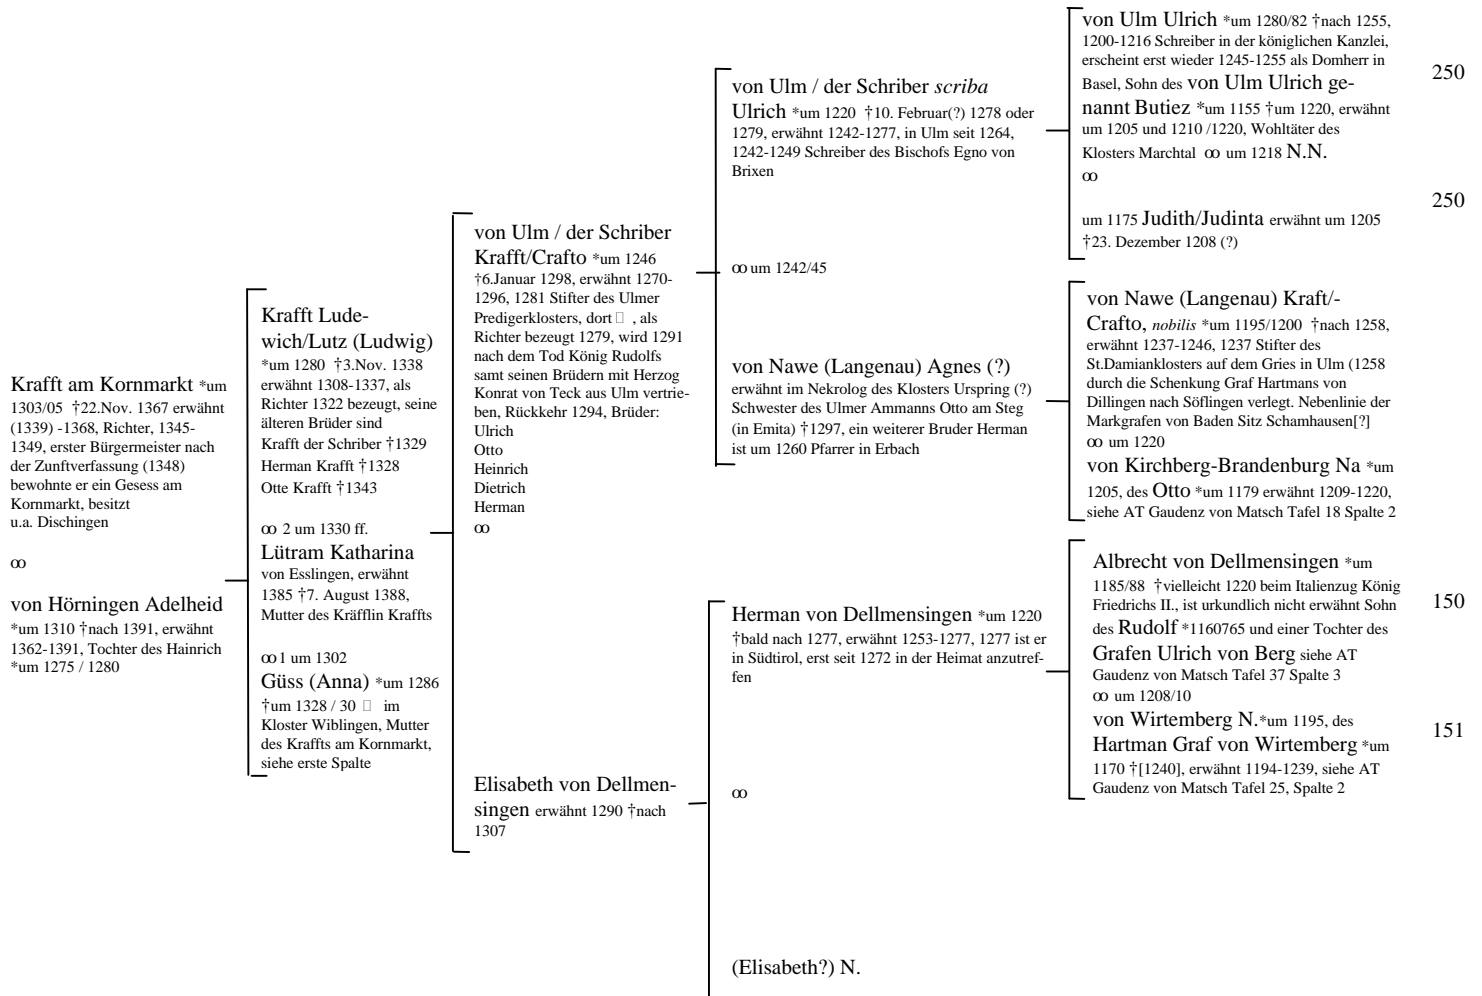 Krafft am Kornmarkt *um
1303/05 †22.Nov. 1367 erwähnt
(1339) -1368, Richter, 1345-
1349, erster Bürgermeister nach
der Zunftverfassung (1348)
bewohnte er ein Gesess am
Kornmarkt, besitzt
u.a. Dischingen
∞
von Hörningen Adelheid
*um 1310 †nach 1391, erwähnt
1362-1391, Tochter des Hainrich
*um 1275 / 1280
Krafft Lude-
wich/Lutz (Ludwig)
*um 1280 †3.Nov. 1338
erwähnt 1308-1337, als
Richter 1322 bezeugt, seine
älteren Brüder sind
Krafft der Schriber †1329
Herman Krafft †1328
Otte Krafft †1343
∞ 2 um 1330 ff.
Lütram Katharina
von Esslingen, erwähnt
1385 †7. August 1388,
Mutter des Kräfflin Kraffts
∞1 um 1302
Güss (Anna) *um 1286
†um 1328 / 30 □ im
Kloster Wiblingen, Mutter
des Kraffts am Kornmarkt,
siehe erste Spalte
von Ulm / der Schriber
Krafft/Crafto *um 1246
†6.Januar 1298, erwähnt 1270-
1296, 1281 Stifter des Ulmer
Predigerklosters, dort □ , als
Richter bezeugt 1279, wird 1291
nach dem Tod König Rudolfs
samt seinen Brüdern mit Herzog
Konrat von Teck aus Ulm vertrie-
ben, Rückkehr 1294, Brüder:
Ulrich
Otto
Heinrich
Dietrich
Herman
∞
Elisabeth von Dellmen-
singen erwähnt 1290 †nach
1307
von Ulm / der Schriber scriba
Ulrich *um 1220 †10. Februar(?) 1278 oder
1279, erwähnt 1242-1277, in Ulm seit 1264,
1242-1249 Schreiber des Bischofs Egno von
Brixen
∞ um 1242/45
von Nawe (Langenau) Agnes (?)
erwähnt im Nekrolog des Klosters Urspring (?)
Schwester des Ulmer Ammanns Otto am Steg
(in Emita) †1297, ein weiterer Bruder Herman
ist um 1260 Pfarrer in Erbach
Herman von Dellmensingen *um 1220
†bald nach 1277, erwähnt 1253-1277, 1277 ist er
in Südtirol, erst seit 1272 in der Heimat anzutref-
fen
∞
(Elisabeth?) N.
von Ulm Ulrich *um 1280/82 †nach 1255,
1200-1216 Schreiber in der königlichen Kanzlei,
erscheint erst wieder 1245-1255 als Domherr in
Basel, Sohn des von Ulm Ulrich ge-
nannt Butiez *um 1155 †um 1220, erwähnt
um 1205 und 1210 /1220, Wohltäter des
Klosters Marchtal ∞ um 1218 N.N.
∞
um 1175 Judith/Judinta erwähnt um 1205
†23. Dezember 1208 (?)
250
250
von Nawe (Langenau) Kraft/-
Crafto, nobilis *um 1195/1200 †nach 1258,
erwähnt 1237-1246, 1237 Stifter des
St.Damianklosters auf dem Gries in Ulm (1258
durch die Schenkung Graf Hartmans von
Dillingen nach Söflingen verlegt. Nebenlinie der
Markgrafen von Baden Sitz Schamhausen[?]
∞ um 1220
von Kirchberg-Brandenburg Na *um
1205, des Otto *um 1179 erwähnt 1209-1220,
siehe AT Gaudenz von Matsch Tafel 18 Spalte 2
Albrecht von Dellmensingen *um
1185/88 †vielleicht 1220 beim Italienzug König
Friedrichs II., ist urkundlich nicht erwähnt Sohn
des Rudolf *1160765 und einer Tochter des
Grafen Ulrich von Berg siehe AT
Gaudenz von Matsch Tafel 37 Spalte 3
∞ um 1208/10
von Wirtemberg N.*um 1195, des
Hartman Graf von Wirtemberg *um
1170 †[1240], erwähnt 1194-1239, siehe AT
Gaudenz von Matsch Tafel 25, Spalte 2
150
151